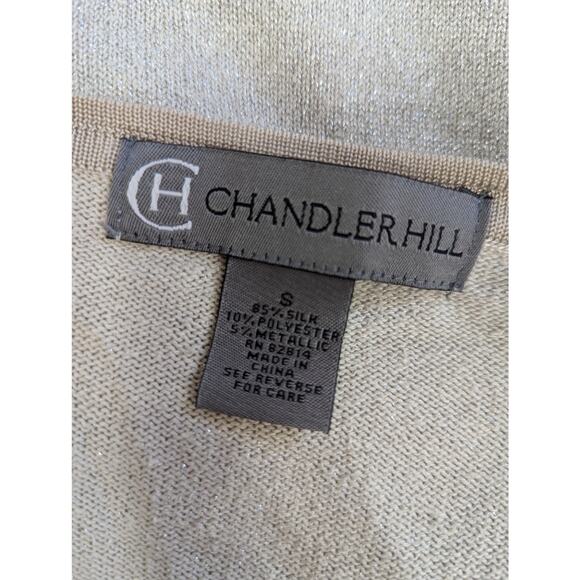 CH CHANDLER HILL
S
85% SILK
10% POLYESTER
5% METALLIC
RN 82814
MADE IN
CHINA
SEE REVERSE
FOR CARE